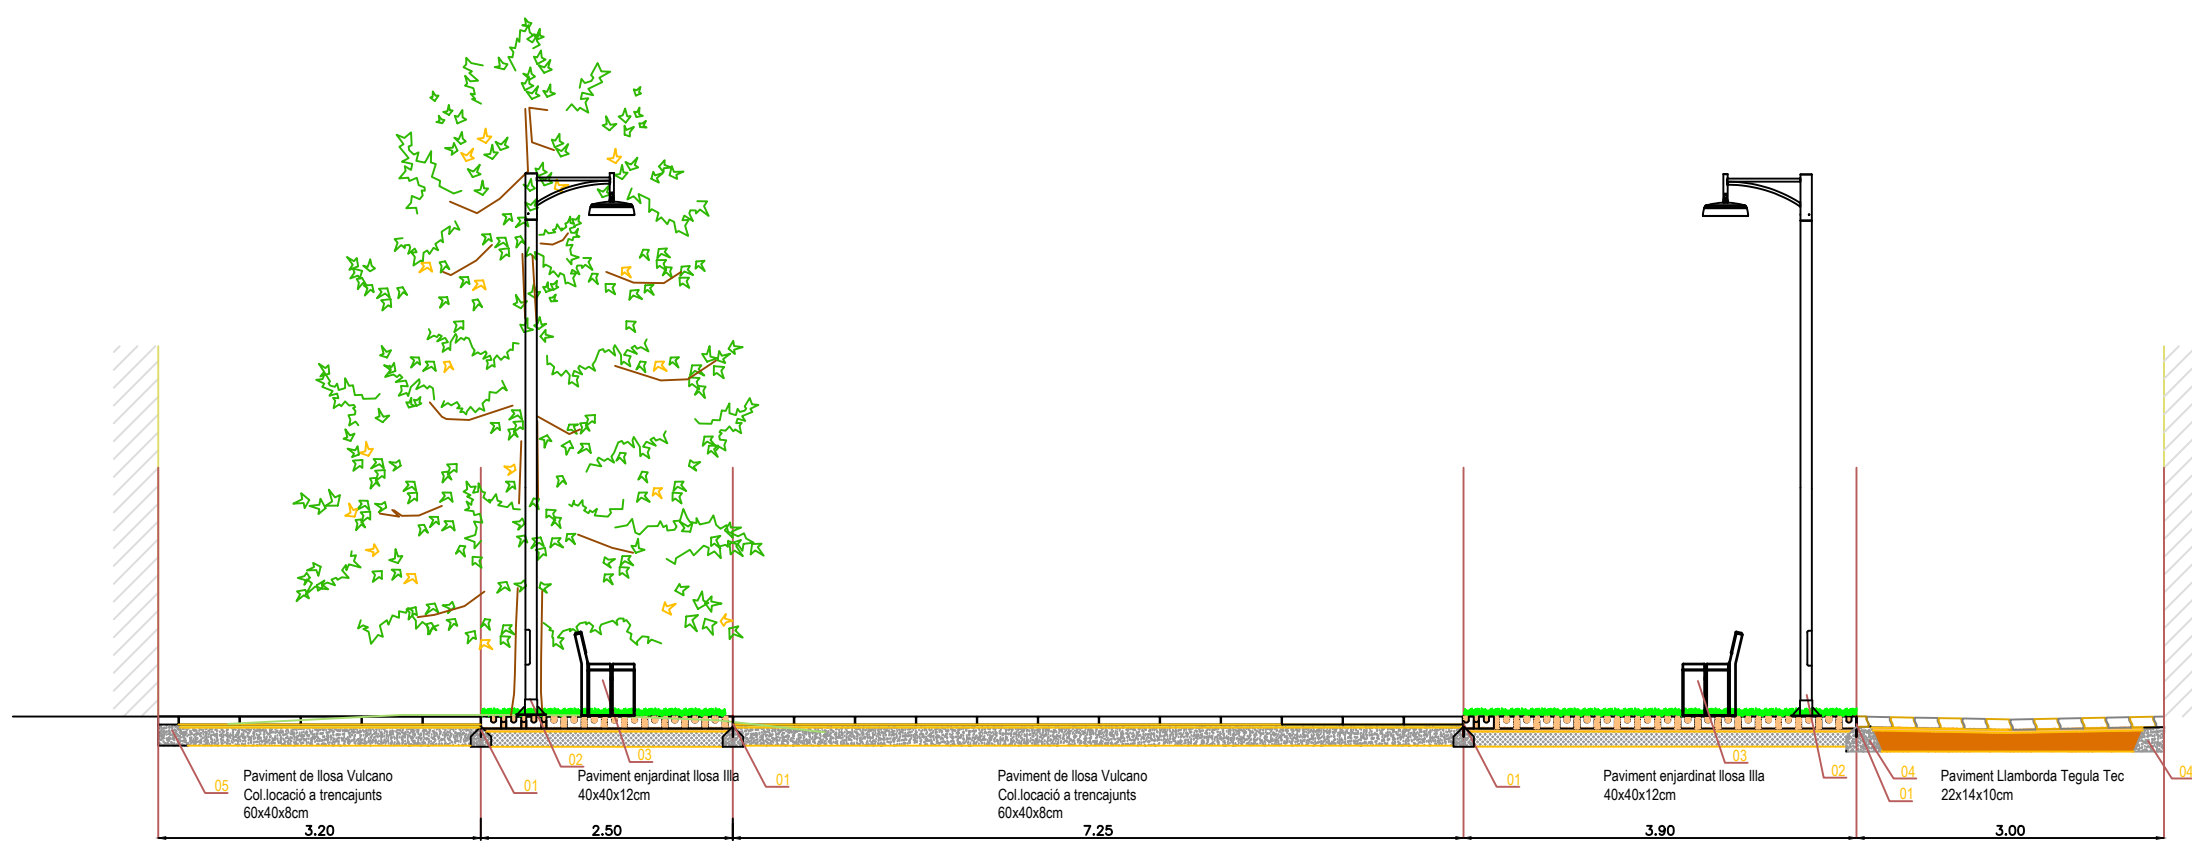 05
Paviment de llosa Vulcano
Col.locació a trencajunts
60x40x8cm
01
02
03
Paviment enjardinat llosa Illa
40x40x12cm
01
Paviment de llosa Vulcano
Col.locació a trencajunts
60x40x8cm
01
Paviment enjardinat llosa Illa
40x40x12cm
03
02
04
01
Paviment Llamborda Tegula Tec
22x14x10cm
04
3.20
2.50
7.25
3.90
3.00